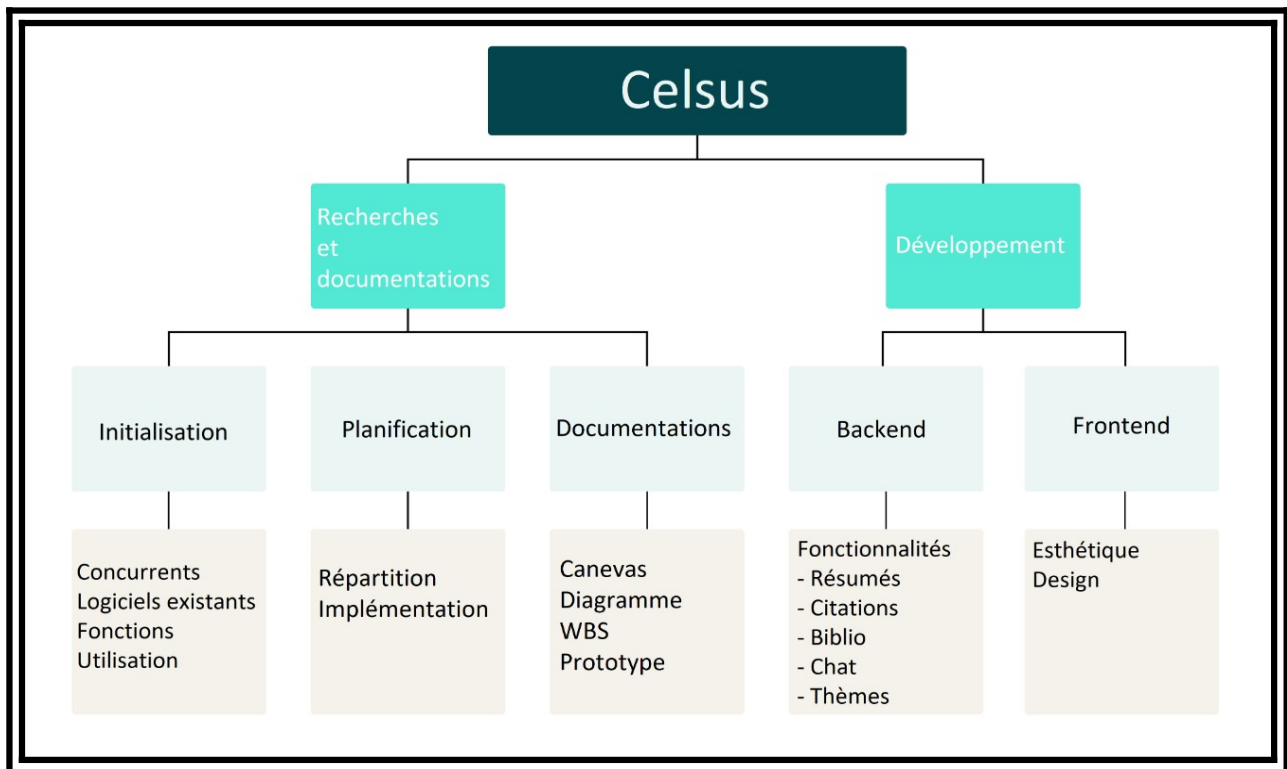 Celsus
Recherches
et
documentations
Développement
Initialisation
Planification
Documentations
Backend
Frontend
Concurrents
Logiciels existants
Fonctions
Utilisation
Répartition
Implémentation
Canevas
Diagramme
WBS
Prototype
Fonctionnalités
- Résumés
- Citations
- Biblio
- Chat
- Thèmes
Esthétique
Design